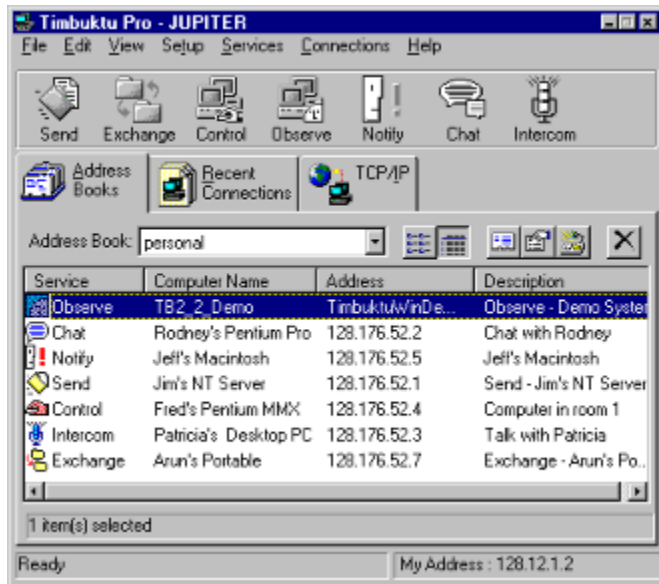 Timbuktu Pro - JUPITER
File Edit View Setup Services Connections Help
Send Exchange Control Observe Notify Chat Intercom
Address Books
Recent Connections
TCP/IP
Address Book: personal
Service Computer Name Address Description
Observe TB2_2_Demo TimbuktuWinDe... Observe - Demo System
Chat Rodney's Pentium Pro 128.176.52.2 Chat with Rodney
Notify Jeff's Macintosh 128.176.52.5 Jeff's Macintosh
Send Jim's NT Server 128.176.52.1 Send - Jim's NT Server
Control Fred's Pentium MMX 128.176.52.4 Computer in room 1
Intercom Patricia's Desktop PC 128.176.52.3 Talk with Patricia
Exchange Arun's Portable 128.176.52.7 Exchange - Arun's Po...
1 item(s) selected
Ready My Address : 128.12.1.2